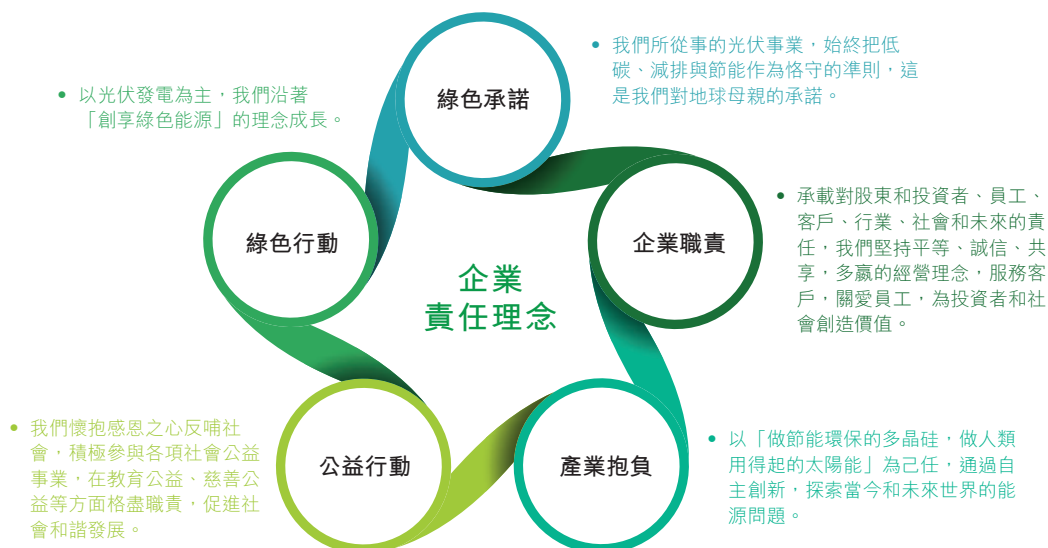 綠色承諾
• 我們所從事的光伏事業，始終把低
碳、減排與節能作為恪守的準則，這
是我們對地球母親的承諾。
• 以光伏發電為主，我們沿著
「創享綠色能源」的理念成長。
綠色行動
企業職責
• 承載對股東和投資者、員工、
客戶、行業、社會和未來的責
任，我們堅持平等、誠信、共
享，多贏的經營理念，服務客
戶，關愛員工，為投資者和社
會創造價值。
企業
責任理念
• 我們懷抱感恩之心反哺社
會，積極參與各項社會公益
事業，在教育公益、慈善公
益等方面格盡職責，促進社
會和諧發展。
公益行動
產業抱負
• 以「做節能環保的多晶硅，做人類
用得起的太陽能」為己任，通過自
主創新，探索當今和未來世界的能
源問題。